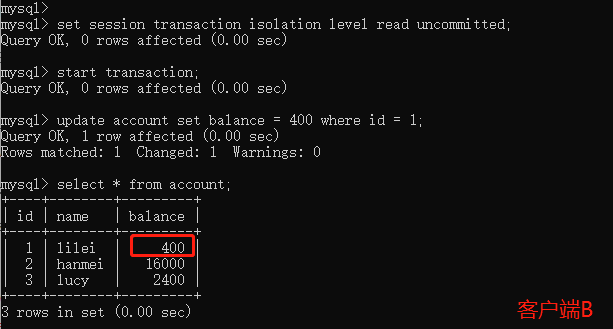 mysql>
mysql> set session transaction isolation level read uncommitted;
Query OK, 0 rows affected (0.00 sec)
mysql> start transaction;
Query OK, 0 rows affected (0.00 sec)
mysql> update account set balance = 400 where id = 1;
Query OK, 1 row affected (0.00 sec)
Rows matched: 1  Changed: 1  Warnings: 0
mysql> select * from account;
+----+--------+---------+
| id | name   | balance |
+----+--------+---------+
|  1 | lilei  |     400 |
|  2 | hanmei |   16000 |
|  3 | lucy   |    2400 |
+----+--------+---------+
3 rows in set (0.00 sec)
客户端B